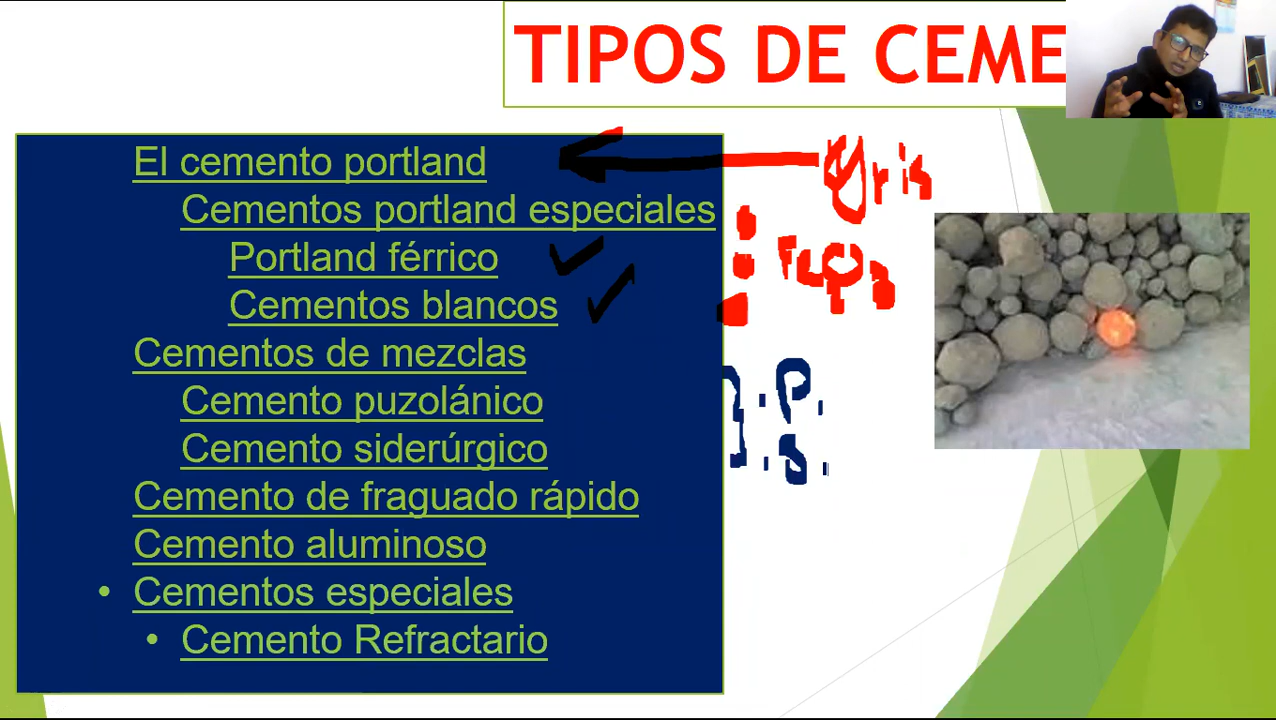 TIPOS DE CEME
El cemento portland
Gris
Cementos portland especiales
Portland férrico
Cementos blancos
Cementos de mezclas
Cemento puzolánico
Cemento siderúrgico
Cemento de fraguado rápido
Cemento aluminoso
• Cementos especiales
• Cemento Refractario